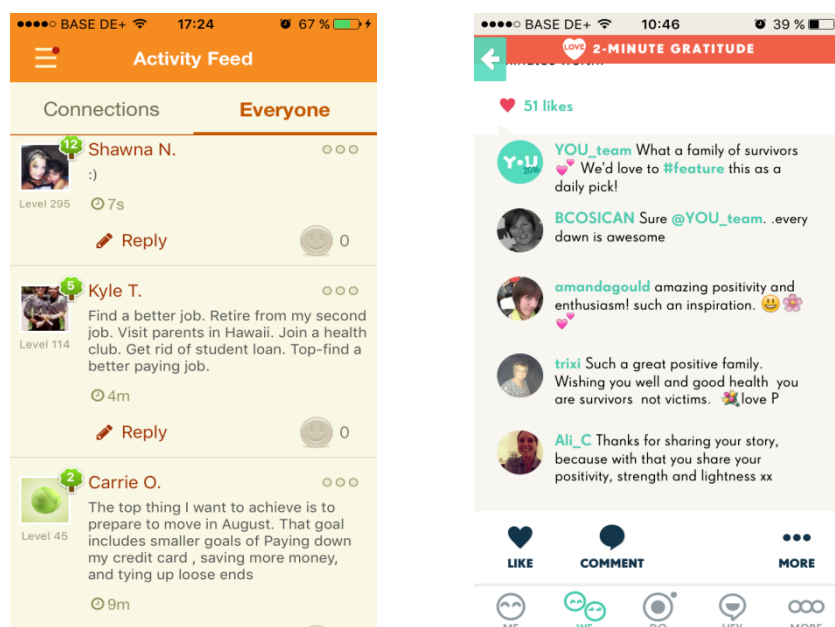 BASE DE+ 17:24 67 %
Activity Feed
Connections Everyone
12
Shawna N.
:)
Level 295
7s
Reply 0
5
Kyle T.
Find a better job. Retire from my second
job. Visit parents in Hawaii. Join a health
club. Get rid of student loan. Top-find a
better paying job.
Level 114
4m
Reply 0
2
Carrie O.
The top thing I want to achieve is to
prepare to move in August. That goal
includes smaller goals of Paying down
my credit card , saving more money,
and tying up loose ends
Level 45
9m
BASE DE+ 10:46 39 %
LOVE 2-MINUTE GRATITUDE
51 likes
YOU_team What a family of survivors
We'd love to #feature this as a
daily pick!
BCOSICAN Sure @YOU_team. .every
dawn is awesome
amandagould amazing positivity and
enthusiasm! such an inspiration.
trixi Such a great positive family.
Wishing you well and good health you
are survivors not victims. love P
Ali_C Thanks for sharing your story,
because with that you share your
positivity, strength and lightness xx
LIKE COMMENT MORE
ME WE DO HEY MORE